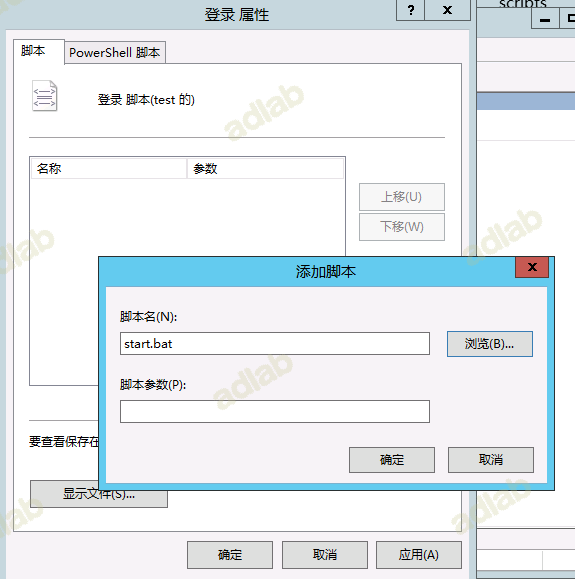 登录 属性
?
x
scripts
脚本
PowerShell 脚本
登录 脚本(test 的)
名称
参数
上移(U)
下移(W)
添加脚本
x
脚本名(N):
start.bat
浏览(B)...
脚本参数(P):
确定
取消
要查看保存在
显示文件(S)...
确定
取消
应用(A)
adlab
adlab
adlab
adlab